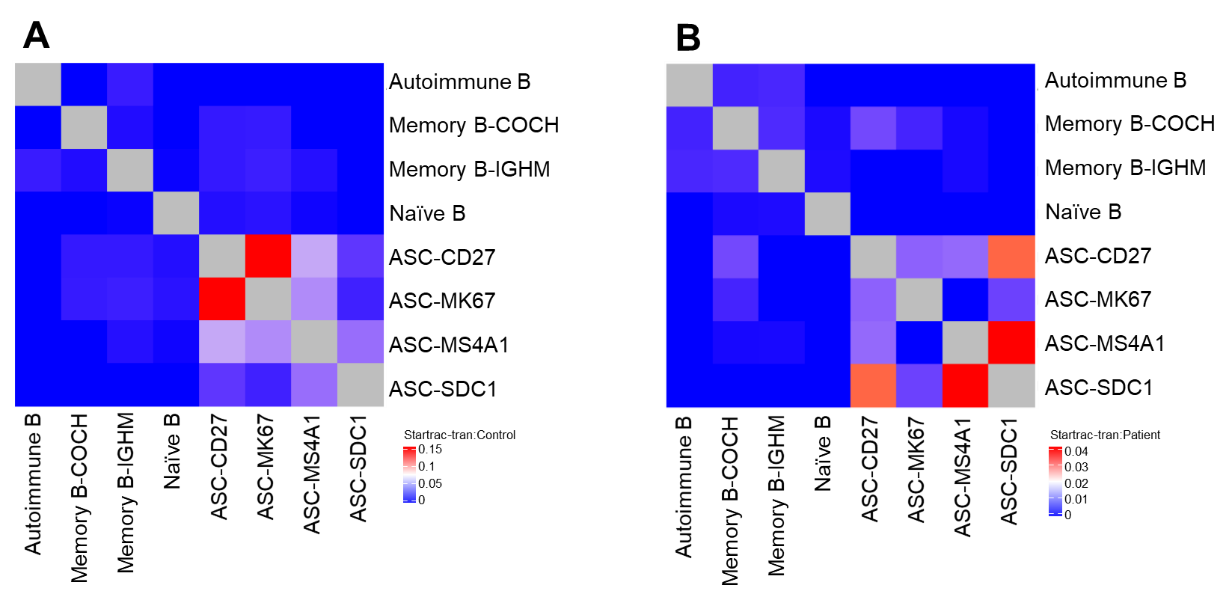 A
Autoimmune B
Memory B-COCH
Memory B-IGHM
Naïve B
ASC-CD27
ASC-MK67
ASC-MS4A1
ASC-SDC1
Autoimmune B
Memory B-COCH
Memory B-IGHM
Naïve B
ASC-CD27
ASC-MK67
ASC-MS4A1
ASC-SDC1
Startrac-tran:Control
0.15
0.1
0.05
0
B
Autoimmune B
Memory B-COCH
Memory B-IGHM
Naïve B
ASC-CD27
ASC-MK67
ASC-MS4A1
ASC-SDC1
Autoimmune B
Memory B-COCH
Memory B-IGHM
Naïve B
ASC-CD27
ASC-MK67
ASC-MS4A1
ASC-SDC1
Startrac-tran:Patient
0.04
0.03
0.02
0.01
0